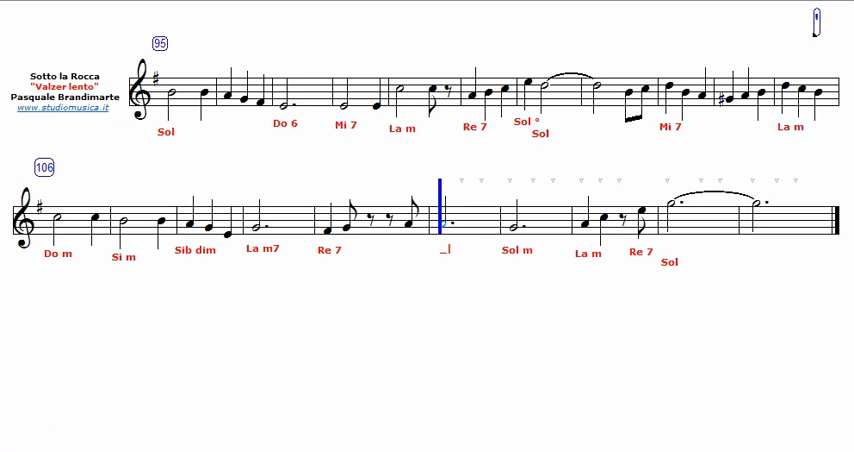 95
Sotto la Rocca
"Valzer lento"
Pasquale Brandimarte
www.studiomusica.it
Sol Do 6 Mi 7 La m Re 7 Sol ° Sol Mi 7 La m
106
Do m Si m Sib dim La m7 Re 7 _l Sol m La m Re 7 Sol